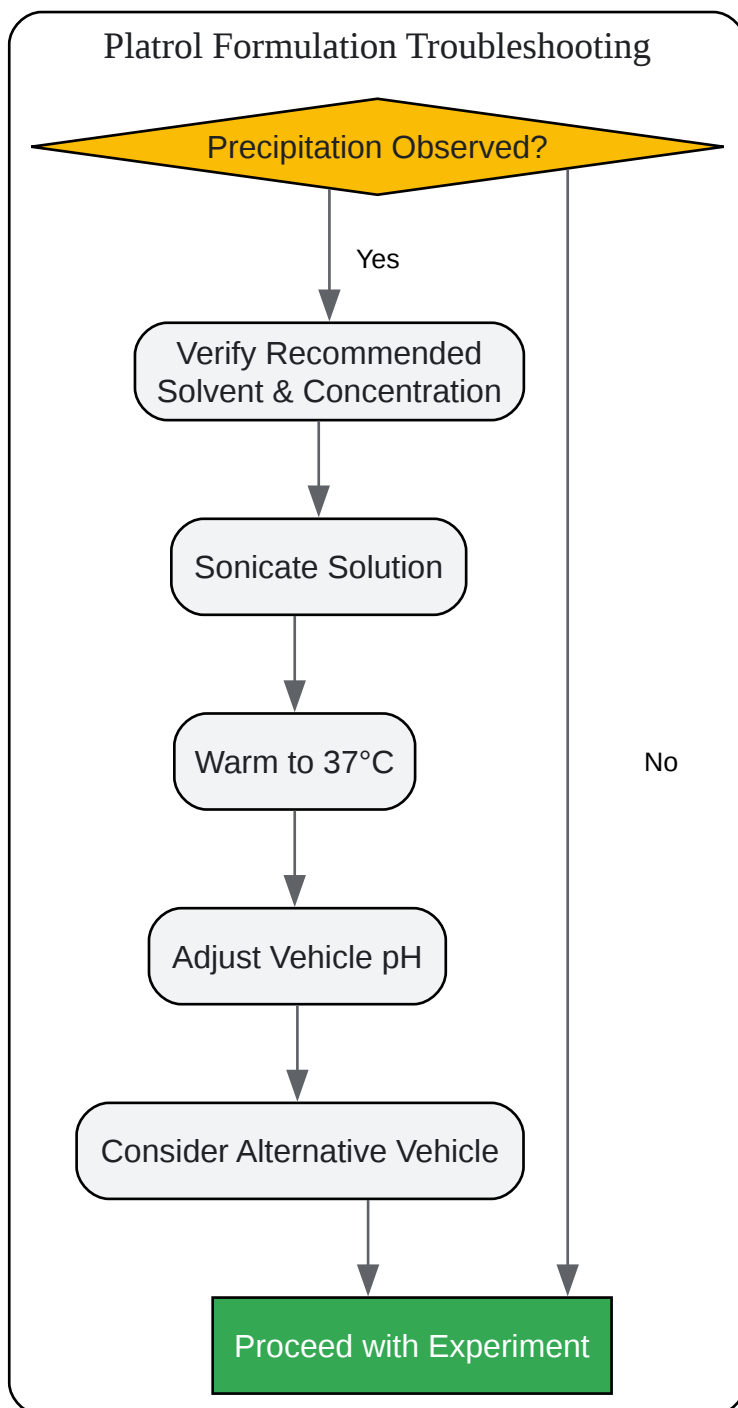 Platrol Formulation Troubleshooting
Precipitation Observed?
Yes
Verify Recommended
Solvent & Concentration
Sonicate Solution
Warm to 37°C
No
Adjust Vehicle pH
Consider Alternative Vehicle
Proceed with Experiment